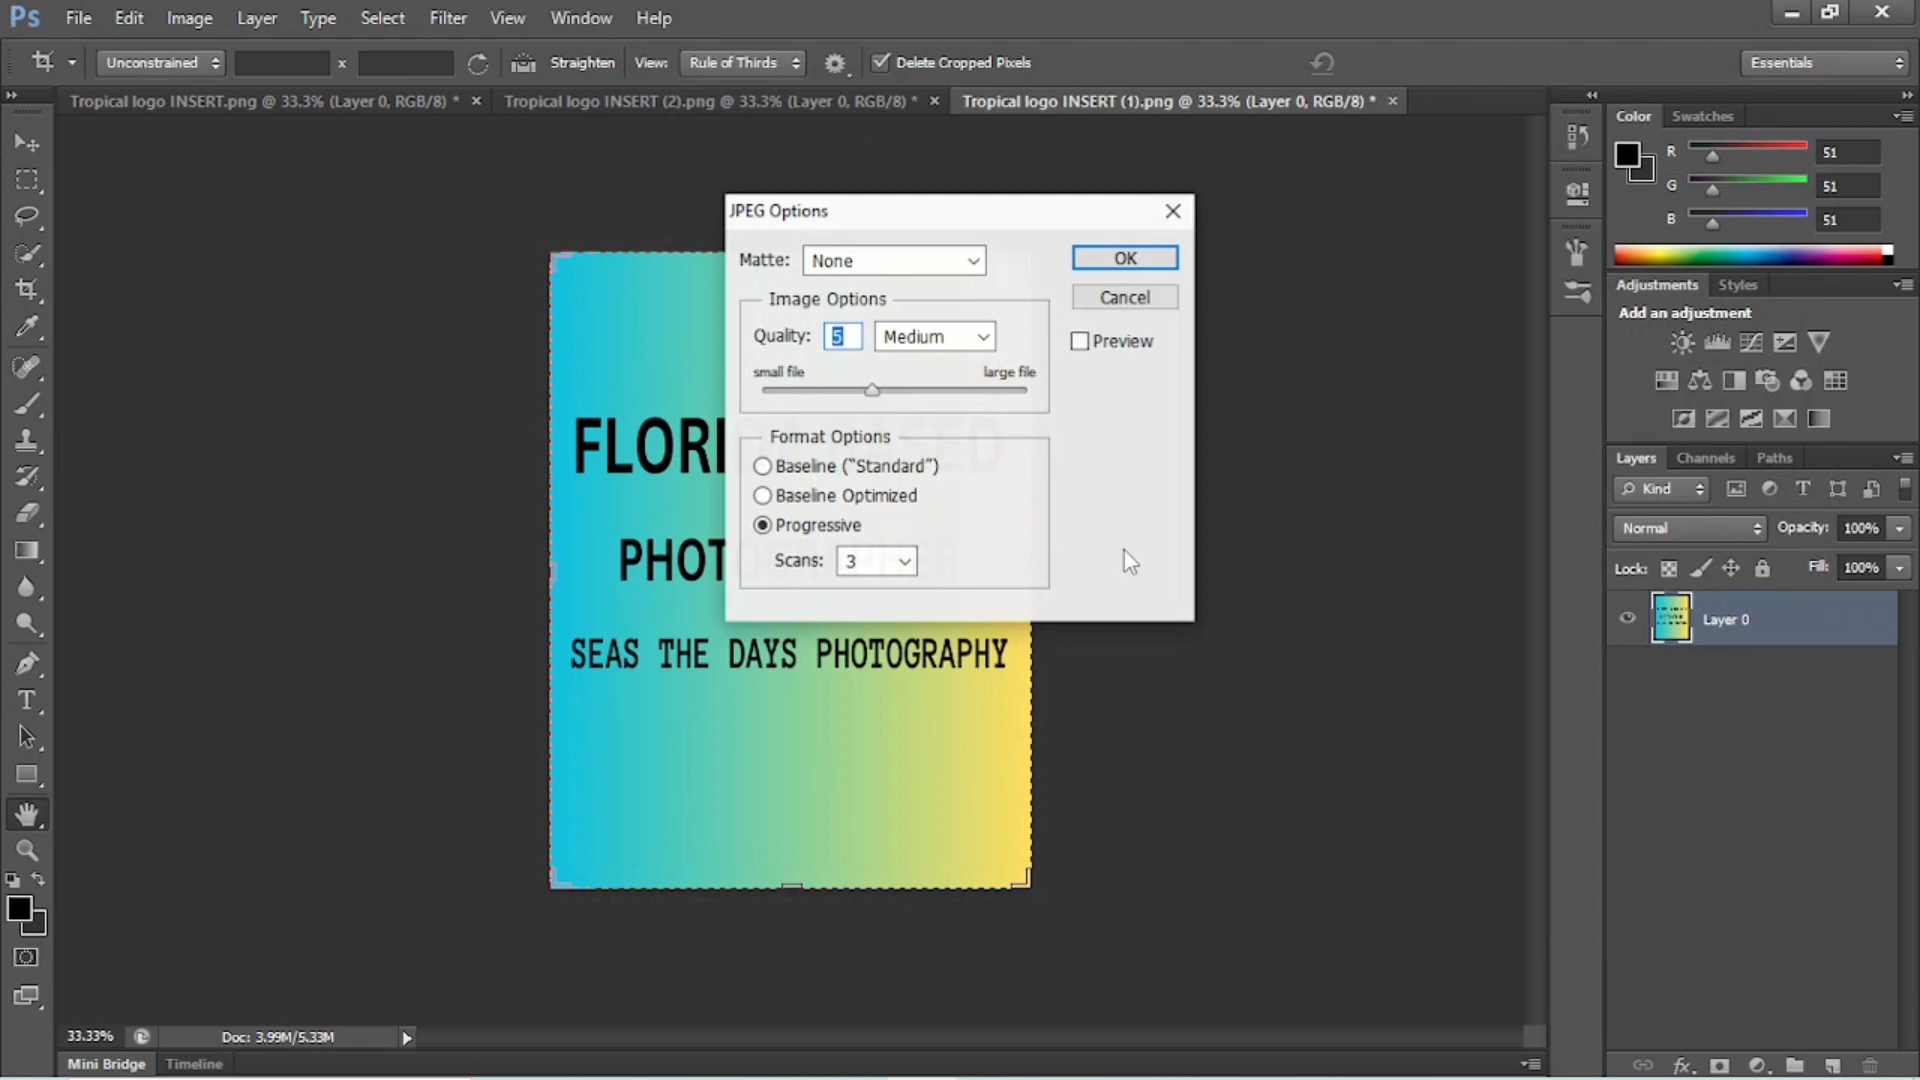 Ps File Edit Image Layer Type Select Filter View Window Help
Unconstrained x Straighten View: Rule of Thirds Delete Cropped Pixels Essentials
Tropical logo INSERT.png @ 33.3% (Layer 0, RGB/8) * Tropical logo INSERT (2).png @ 33.3% (Layer 0, RGB/8) * Tropical logo INSERT (1).png @ 33.3% (Layer 0, RGB/8) *
JPEG Options
Matte: None
OK
Image Options
Cancel
Quality: 5 Medium
Preview
small file large file
Format Options
Baseline ("Standard")
Baseline Optimized
Progressive
Scans: 3
FLORI
PHOT
SEAS THE DAYS PHOTOGRAPHY
Color Swatches
R 51
G 51
B 51
Adjustments Styles
Add an adjustment
Layers Channels Paths
Kind
Normal Opacity: 100%
Lock: Fill: 100%
Layer 0
33.33% Doc: 3.99M/5.33M
Mini Bridge Timeline